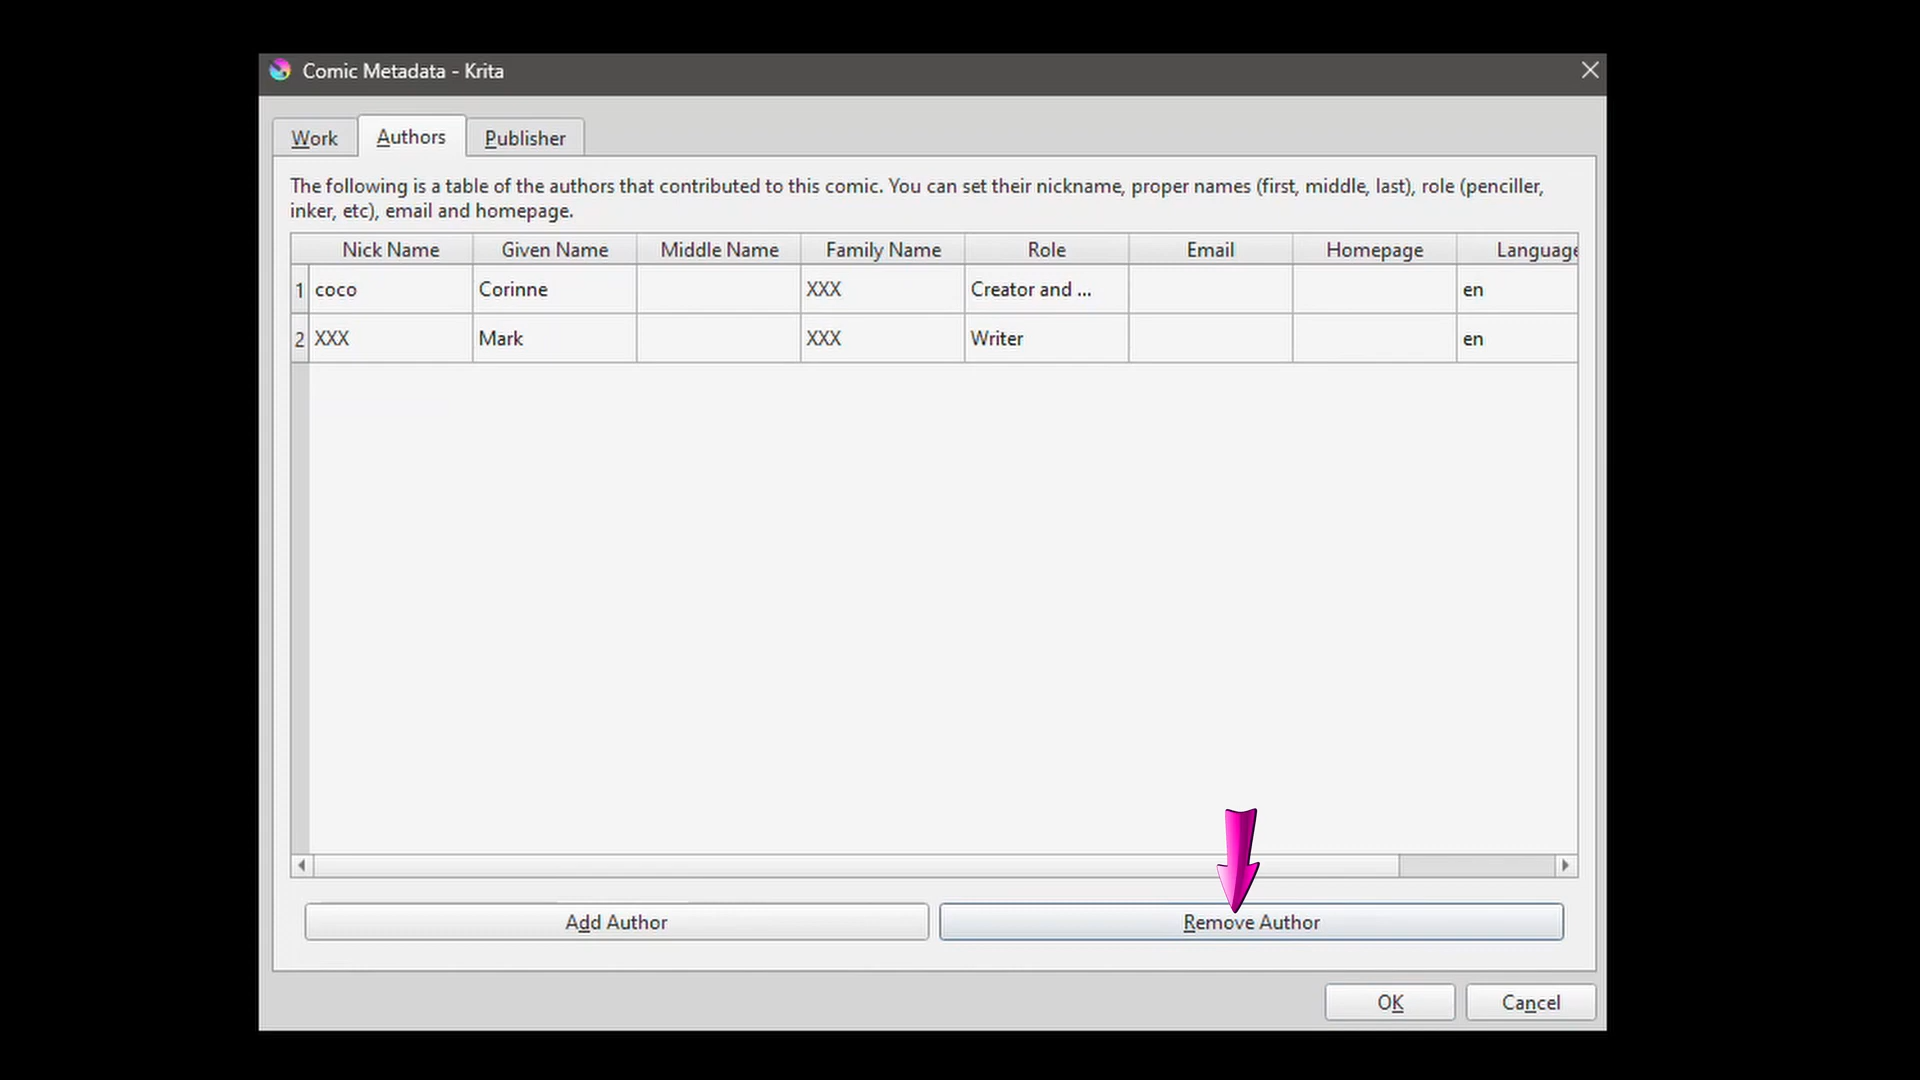 Comic Metadata - Krita
Work Authors Publisher
The following is a table of the authors that contributed to this comic. You can set their nickname, proper names (first, middle, last), role (penciller,
inker, etc), email and homepage.
Nick Name Given Name Middle Name Family Name Role Email Homepage Language
1 coco Corinne XXX Creator and ... en
2 XXX Mark XXX Writer en
Add Author Remove Author
OK Cancel